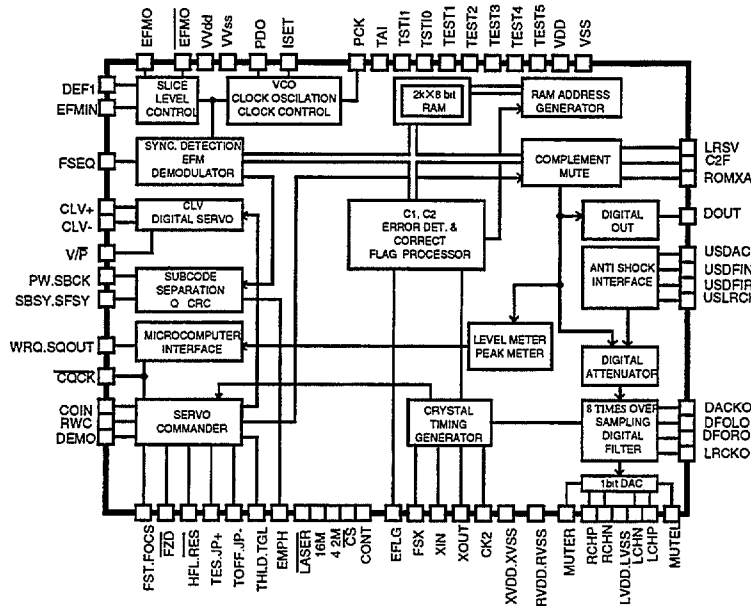 EFMO
EFMO
VVdd
VVss
PDO
ISET
PCK
TAI
TSTI1
TSTI0
TEST1
TEST2
TEST3
TEST4
TEST5
VDD
VSS
DEF1
EFMIN
SLICE
LEVEL
CONTROL
VCO
CLOCK OSCILATION
CLOCK CONTROL
2k X 8 bit
RAM
RAM ADDRESS
GENERATOR
FSEQ
SYNC. DETECTION
EFM
DEMODULATOR
COMPLEMENT
MUTE
LRSV
C2F
ROMXA
CLV+
CLV-
CLV
DIGITAL SERVO
C1, C2
ERROR DET. &
CORRECT
FLAG PROCESSOR
DIGITAL
OUT
DOUT
V/P
PW.SBCK
SBSY.SFSY
SUBCODE
SEPARATION
Q CRC
ANTI SHOCK
INTERFACE
USDAC
USDFIN
USDFIR
USLRCK
WRQ.SQOUT
MICROCOMPUTER
INTERFACE
LEVEL METER
PEAK METER
DIGITAL
ATTENUATOR
CQCK
COIN
RWC
DEMO
SERVO
COMMANDER
CRYSTAL
TIMING
GENERATOR
8 TIMES OVER
SAMPLING
DIGITAL
FILTER
DACKO
DFOLO
DFORO
LRCKO
1bit DAC
FST.FOCS
FZD
HFL.RES
TES.JP+
TOFF.JP-
THLD.TGL
EMPH
LASER
16M
4 2M
CS
CONT
EFLG
FSX
XIN
XOUT
CK2
XVDD.XVSS
RVDD.RVSS
MUTER
RCHP
RCHN
LVDD.LVSS
LCHN
LCHP
MUTEL